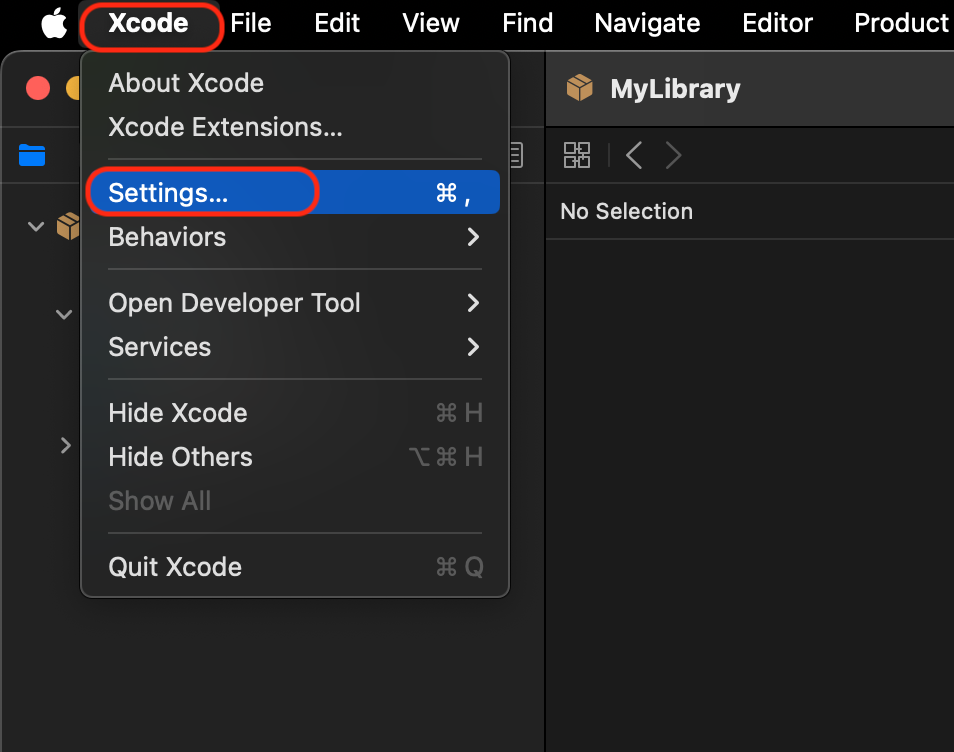 Xcode File Edit View Find Navigate Editor Product
MyLibrary
No Selection
About Xcode
Xcode Extensions...
Settings... ⌘ ,
Behaviors
Open Developer Tool
Services
Hide Xcode ⌘ H
Hide Others ⌥ ⌘ H
Show All
Quit Xcode ⌘ Q